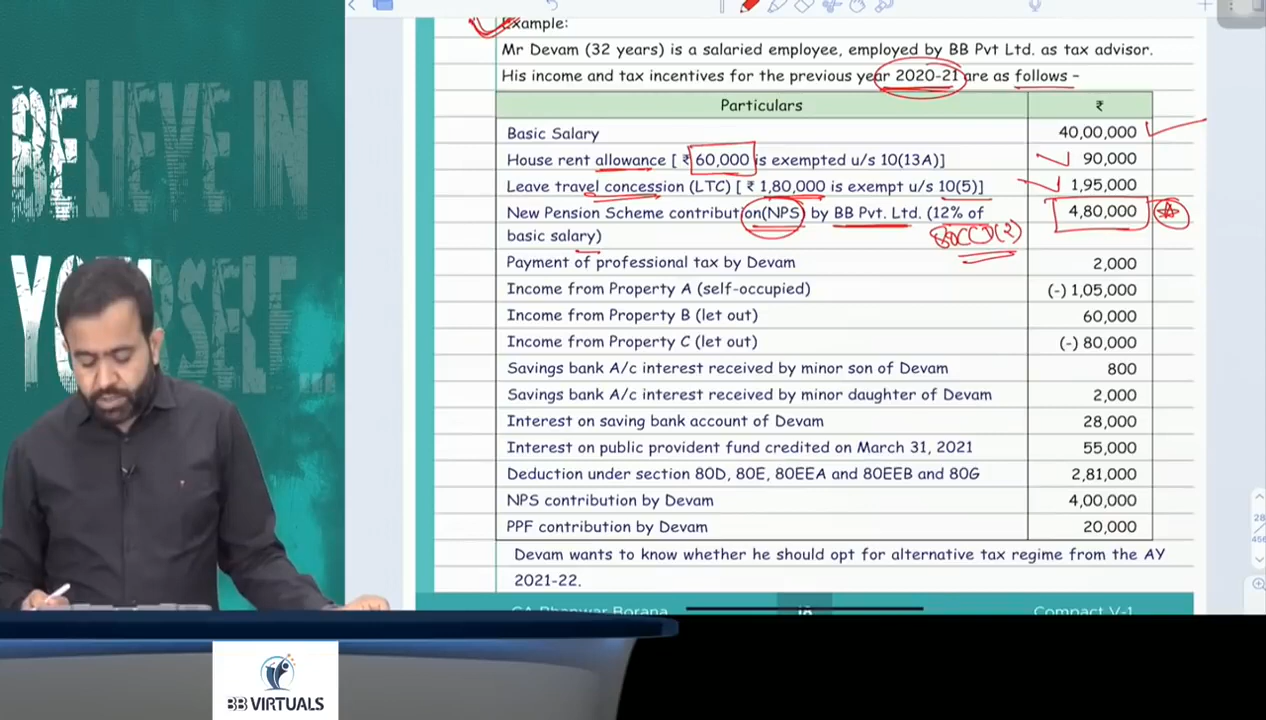 BELIEVE IN
YOURSELF...
Example:
Mr Devam (32 years) is a salaried employee, employed by BB Pvt Ltd. as tax advisor.
His income and tax incentives for the previous year 2020-21 are as follows -
Particulars ₹
Basic Salary 40,00,000
House rent allowance [ ₹ 60,000 is exempted u/s 10(13A)] 90,000
Leave travel concession (LTC) [ ₹ 1,80,000 is exempt u/s 10(5)] 1,95,000
New Pension Scheme contribution(NPS) by BB Pvt. Ltd. (12% of 4,80,000
basic salary) 80CCD(2)
Payment of professional tax by Devam 2,000
Income from Property A (self-occupied) (-) 1,05,000
Income from Property B (let out) 60,000
Income from Property C (let out) (-) 80,000
Savings bank A/c interest received by minor son of Devam 800
Savings bank A/c interest received by minor daughter of Devam 2,000
Interest on saving bank account of Devam 28,000
Interest on public provident fund credited on March 31, 2021 55,000
Deduction under section 80D, 80E, 80EEA and 80EEB and 80G 2,81,000
NPS contribution by Devam 4,00,000
PPF contribution by Devam 20,000
Devam wants to know whether he should opt for alternative tax regime from the AY
2021-22.
CA Bhanwar Borana Compact V-1
28
456
BB VIRTUALS